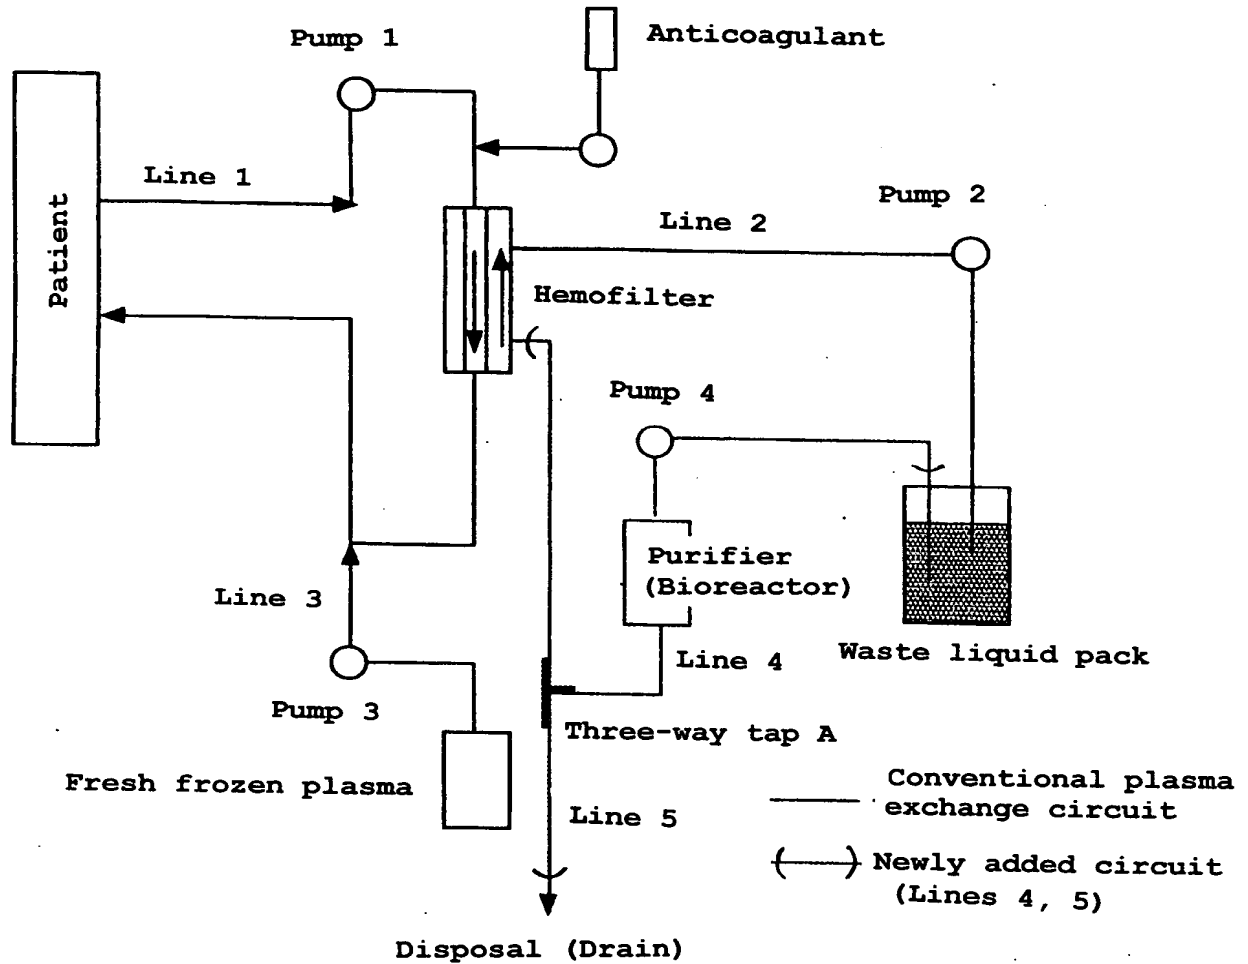 Pump 1
Anticoagulant
Line 1
Pump 2
Line 2
Patient
Hemofilter
Pump 4
Purifier
(Bioreactor)
Line 3
Line 4
Waste liquid pack
Pump 3
Three-way tap A
Fresh frozen plasma
Line 5
Conventional plasma
exchange circuit
Newly added circuit
(Lines 4, 5)
Disposal (Drain)